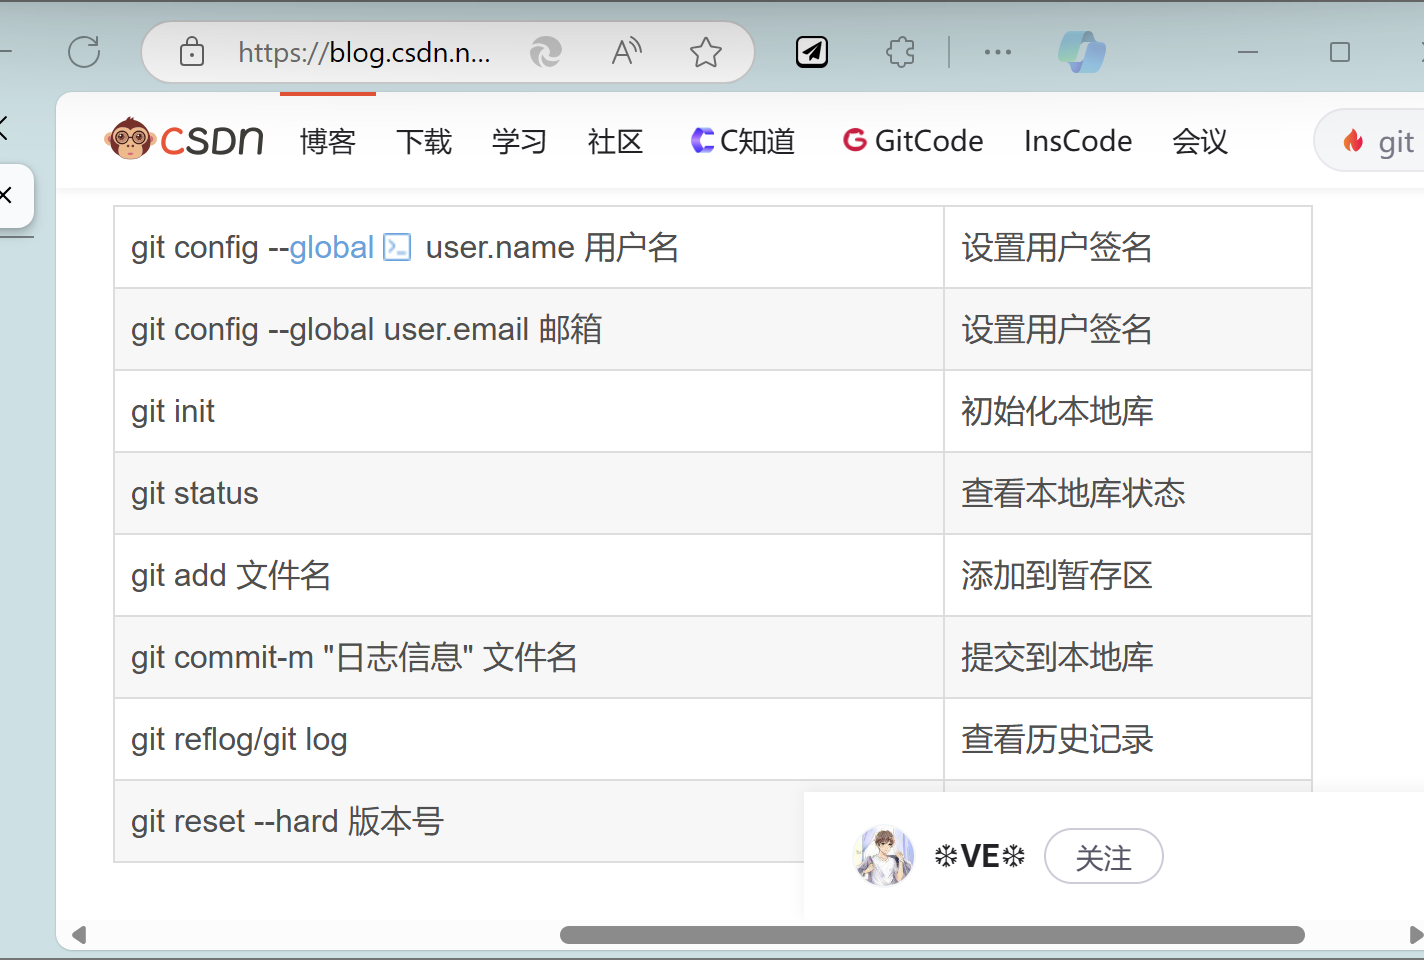 https://blog.csdn.n...
CSDN 博客 下载 学习 社区 C知道 GitCode InsCode 会议 git
git config --global user.name 用户名 设置用户签名
git config --global user.email 邮箱 设置用户签名
git init 初始化本地库
git status 查看本地库状态
git add 文件名 添加到暂存区
git commit-m "日志信息" 文件名 提交到本地库
git reflog/git log 查看历史记录
git reset --hard 版本号
❄VE❄ 关注